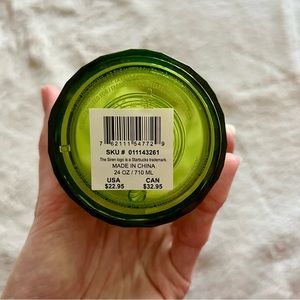 7 62111 54772 9
SKU # 011143261
The Siren logo is a Starbucks trademark.
MADE IN CHINA
24 OZ / 710 ML
USA CAN
$22.95 $32.95